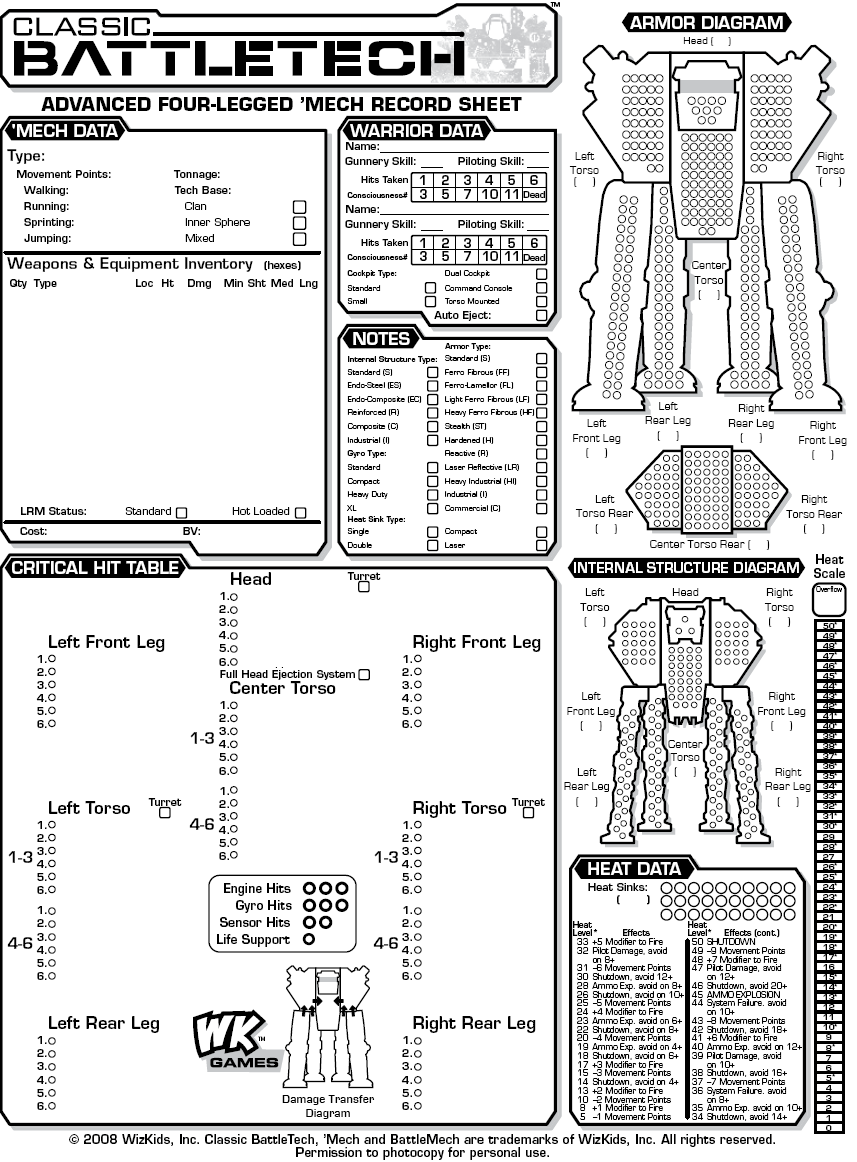 CLASSIC
BATTLETECH™
ADVANCED FOUR-LEGGED 'MECH RECORD SHEET
'MECH DATA
Type:
Movement Points: Tonnage:
Walking: Tech Base:
Running: Clan
Sprinting: Inner Sphere
Jumping: Mixed
Weapons & Equipment Inventory (hexes)
Qty Type Loc Ht Dmg Min Sht Med Lng
LRM Status: Standard Hot Loaded
Cost: BV:
WARRIOR DATA
Name:
Gunnery Skill: Piloting Skill:
Hits Taken 1 2 3 4 5 6
Consciousness# 3 5 7 10 11 Dead
Name:
Gunnery Skill: Piloting Skill:
Hits Taken 1 2 3 4 5 6
Consciousness# 3 5 7 10 11 Dead
Cockpit Type: Dual Cockpit
Standard Command Console
Small Torso Mounted
Auto Eject:
NOTES
Armor Type:
Internal Structure Type: Standard (S)
Standard (S) Ferro Fibrous (FF)
Endo-Steel (ES) Ferro-Lamellor (FL)
Endo-Composite (EC) Light Ferro Fibrous (LF)
Reinforced (R) Heavy Ferro Fibrous (HF)
Composite (C) Stealth (ST)
Industrial (I) Hardened (H)
Gyro Type: Reactive (R)
Standard Laser Reflective (LR)
Compact Heavy Industrial (HI)
Heavy Duty Industrial (I)
XL Commercial (C)
Heat Sink Type:
Single Compact
Double Laser
ARMOR DIAGRAM
Head ( )
Left
Torso
( )
Right
Torso
( )
Center
Torso
( )
Left
Front Leg
( )
Left
Rear Leg
( )
Right
Rear Leg
( )
Right
Front Leg
( )
Left
Torso Rear
( )
Right
Torso Rear
( )
Center Torso Rear ( )
CRITICAL HIT TABLE
Head
Turret
1.
2.
3.
4.
5.
6.
Full Head Ejection System
Left Front Leg
1.
2.
3.
4.
5.
6.
Center Torso
1-3
1.
2.
3.
4.
5.
6.
4-6
1.
2.
3.
4.
5.
6.
Right Front Leg
1.
2.
3.
4.
5.
6.
Left Torso
Turret
1-3
1.
2.
3.
4.
5.
6.
4-6
1.
2.
3.
4.
5.
6.
Right Torso
Turret
1-3
1.
2.
3.
4.
5.
6.
4-6
1.
2.
3.
4.
5.
6.
Engine Hits
Gyro Hits
Sensor Hits
Life Support
Left Rear Leg
1.
2.
3.
4.
5.
6.
WK
GAMES
™
Damage Transfer
Diagram
Right Rear Leg
1.
2.
3.
4.
5.
6.
INTERNAL STRUCTURE DIAGRAM
Left
Torso
( )
Head
Right
Torso
( )
Left
Front Leg
( )
Right
Front Leg
( )
Center
Torso
( )
Left
Rear Leg
( )
Right
Rear Leg
( )
Heat
Scale
Overflow
50*
49*
48*
47*
46*
45*
44*
43*
42*
41*
40*
39*
38*
37*
36*
35*
34*
33*
32*
31*
30*
29
28*
27
26*
25*
24*
23*
22*
21
20*
19*
18*
17*
16
15*
14*
13*
12
11
10*
9
8*
7
6
5*
4
3
2
1
0
HEAT DATA
Heat Sinks:
( )
Heat
Level* Effects
33 +5 Modifier to Fire
32 Pilot Damage, avoid
on 8+
31 –6 Movement Points
30 Shutdown, avoid 12+
28 Ammo Exp. avoid on 8+
26 Shutdown, avoid on 10+
25 –5 Movement Points
24 +4 Modifier to Fire
23 Ammo Exp. avoid on 6+
22 Shutdown, avoid on 8+
20 –4 Movement Points
19 Ammo Exp. avoid on 4+
18 Shutdown, avoid on 6+
17 +3 Modifier to Fire
15 –3 Movement Points
14 Shutdown, avoid on 4+
13 +2 Modifier to Fire
10 –2 Movement Points
8 +1 Modifier to Fire
5 –1 Movement Points
Heat
Level* Effects (cont.)
50 SHUTDOWN
49 –9 Movement Points
48 +7 Modifier to Fire
47 Pilot Damage, avoid
on 12+
46 Shutdown, avoid 20+
45 AMMO EXPLOSION
44 System Failure. avoid
on 10+
43 –8 Movement Points
42 Shutdown, avoid 18+
41 +6 Modifier to Fire
40 Ammo Exp. avoid on 12+
39 Pilot Damage, avoid
on 10+
38 Shutdown, avoid 16+
37 –7 Movement Points
36 System Failure. avoid
on 8+
35 Ammo Exp. avoid on 10+
34 Shutdown, avoid 14+
© 2008 WizKids, Inc. Classic BattleTech, 'Mech and BattleMech are trademarks of WizKids, Inc. All rights reserved.
Permission to photocopy for personal use.